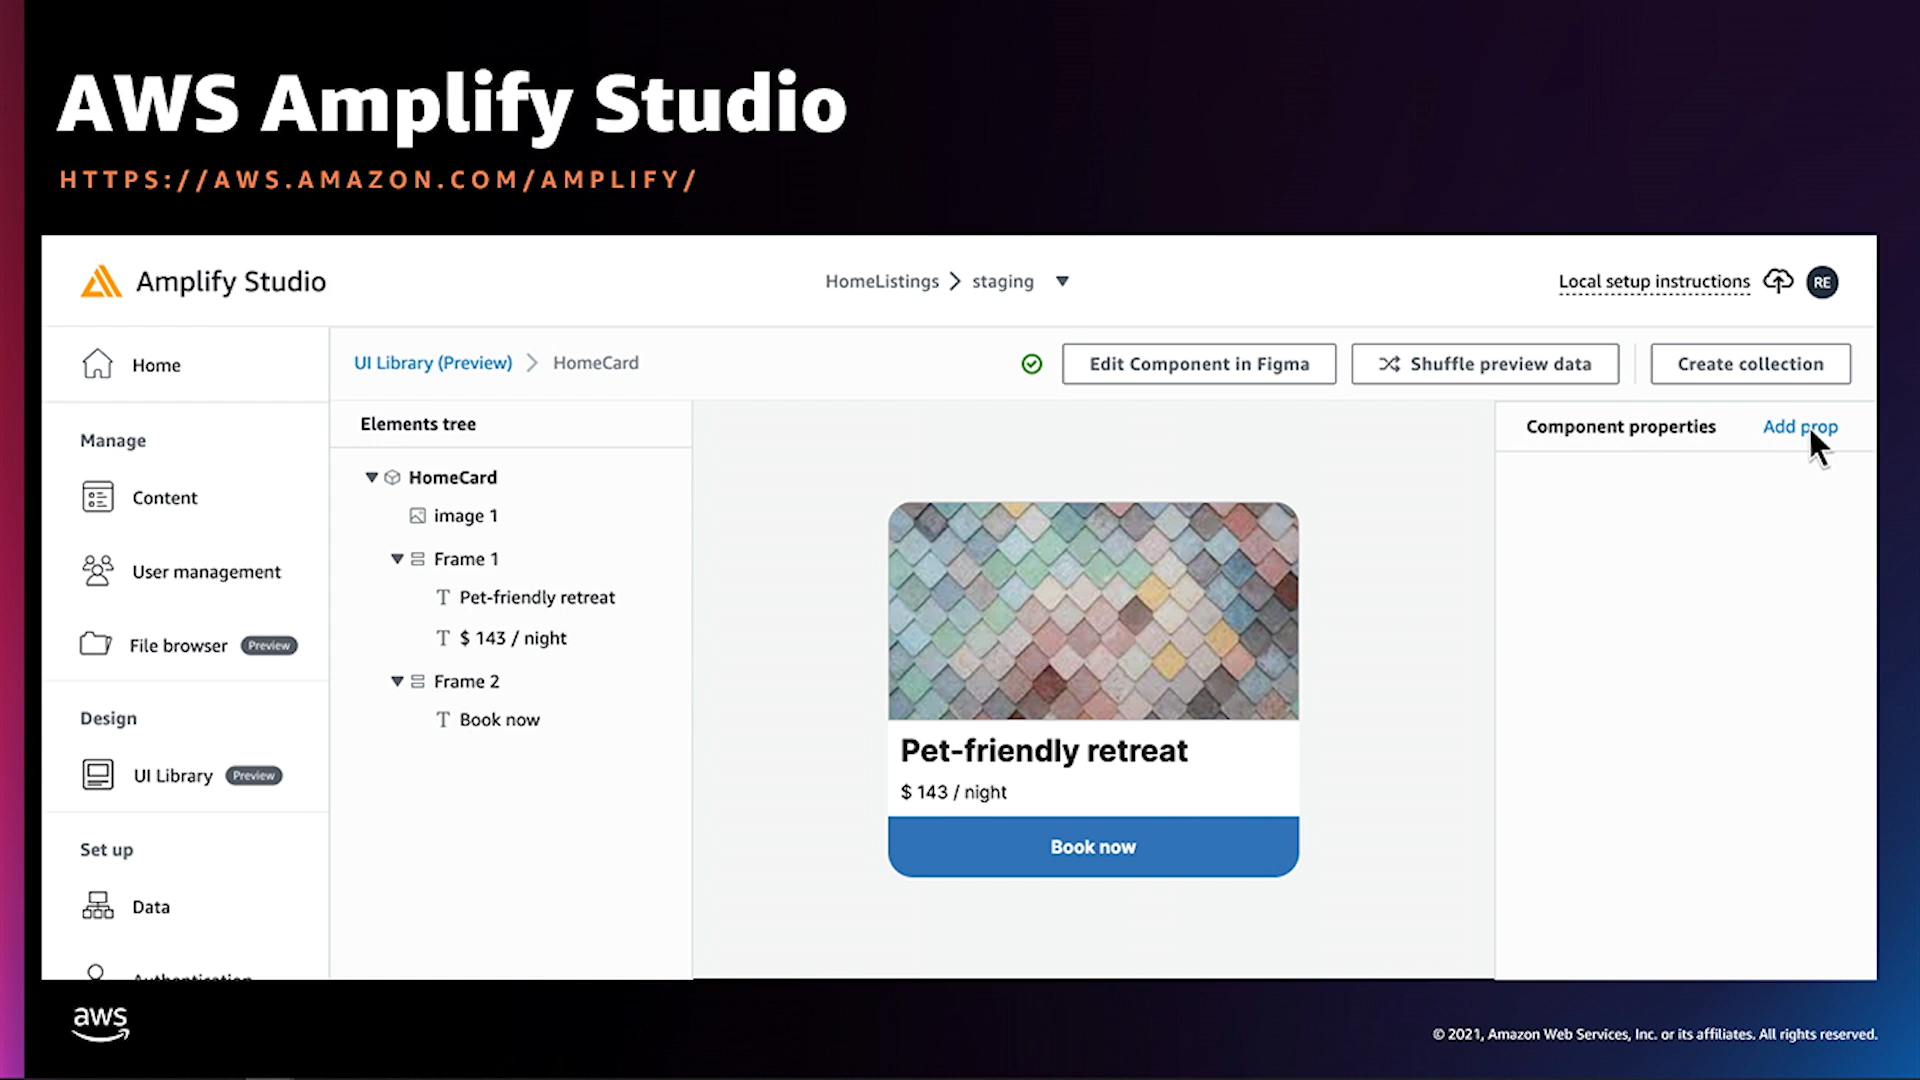 AWS Amplify Studio
HTTPS://AWS.AMAZON.COM/AMPLIFY/
Amplify Studio
HomeListings
staging
Local setup instructions
RE
Home
UI Library (Preview)
HomeCard
Edit Component in Figma
Shuffle preview data
Create collection
Manage
Content
User management
File browser Preview
Design
UI Library Preview
Set up
Data
Authentication
Elements tree
HomeCard
image 1
Frame 1
T Pet-friendly retreat
T $ 143 / night
Frame 2
T Book now
Pet-friendly retreat
$ 143 / night
Book now
Component properties
Add prop
aws
© 2021, Amazon Web Services, Inc. or its affiliates. All rights reserved.